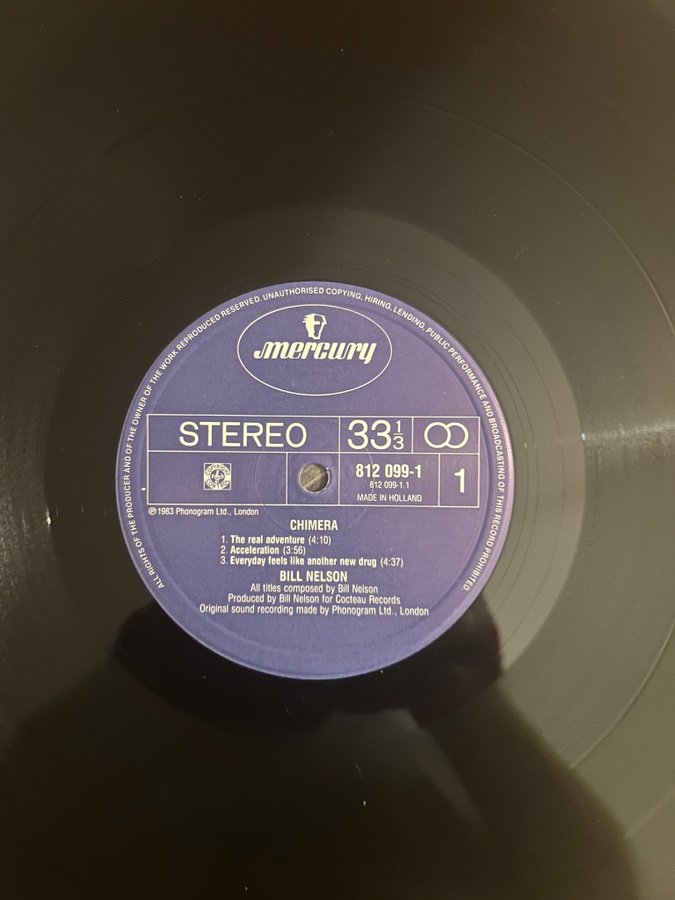 ALL RIGHTS OF THE PRODUCER AND OF THE OWNER OF THE WORK REPRODUCED RESERVED. UNAUTHORISED COPYING, HIRING, LENDING, PUBLIC PERFORMANCE AND BROADCASTING OF THIS RECORD PROHIBITED.
mercury
STEREO
33 1/3
812 099-1
812 099-1.1
MADE IN HOLLAND
1
℗ 1983 Phonogram Ltd., London
CHIMERA
1. The real adventure (4:10)
2. Acceleration (3:56)
3. Everyday feels like another new drug (4:37)
BILL NELSON
All titles composed by Bill Nelson
Produced by Bill Nelson for Cocteau Records
Original sound recording made by Phonogram Ltd., London